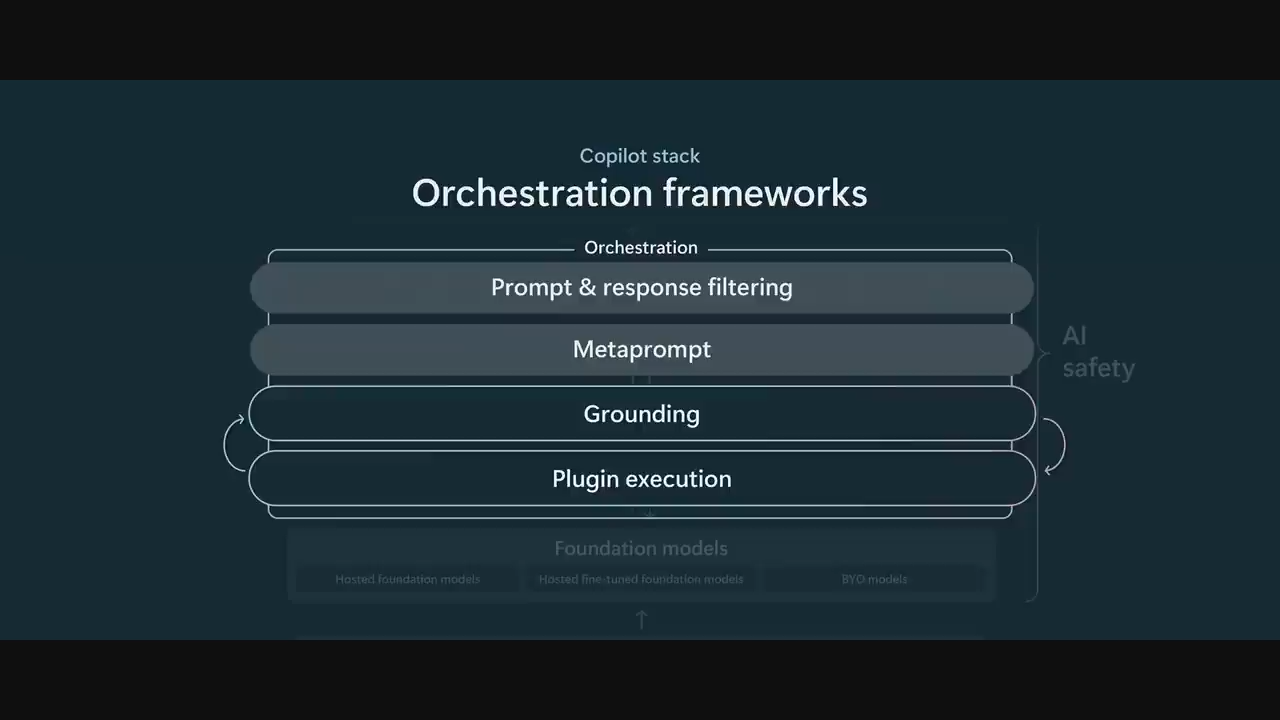 Copilot stack
Orchestration frameworks
Orchestration
Prompt & response filtering
Metaprompt
AI
safety
Grounding
Plugin execution
Foundation models
Hosted foundation models
Hosted fine-tuned foundation models
BYO models